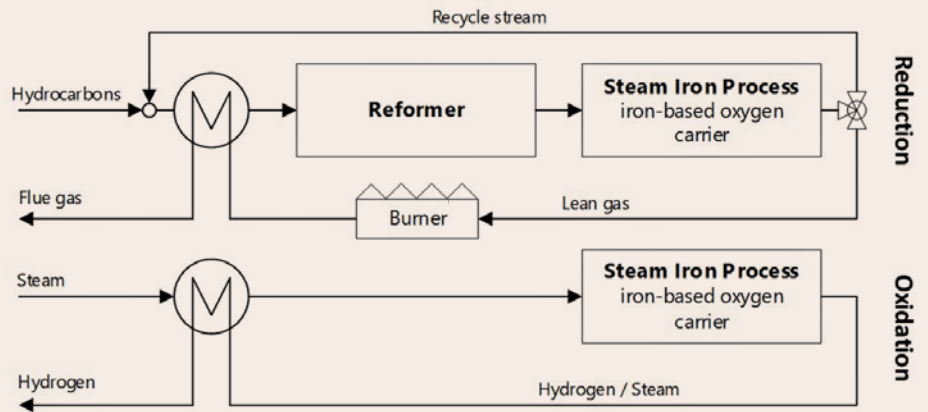 Recycle stream
Hydrocarbons
Reformer
Steam Iron Process
iron-based oxygen
carrier
Reduction
Flue gas
Burner
Lean gas
Steam
Steam Iron Process
iron-based oxygen
carrier
Oxidation
Hydrogen
Hydrogen / Steam